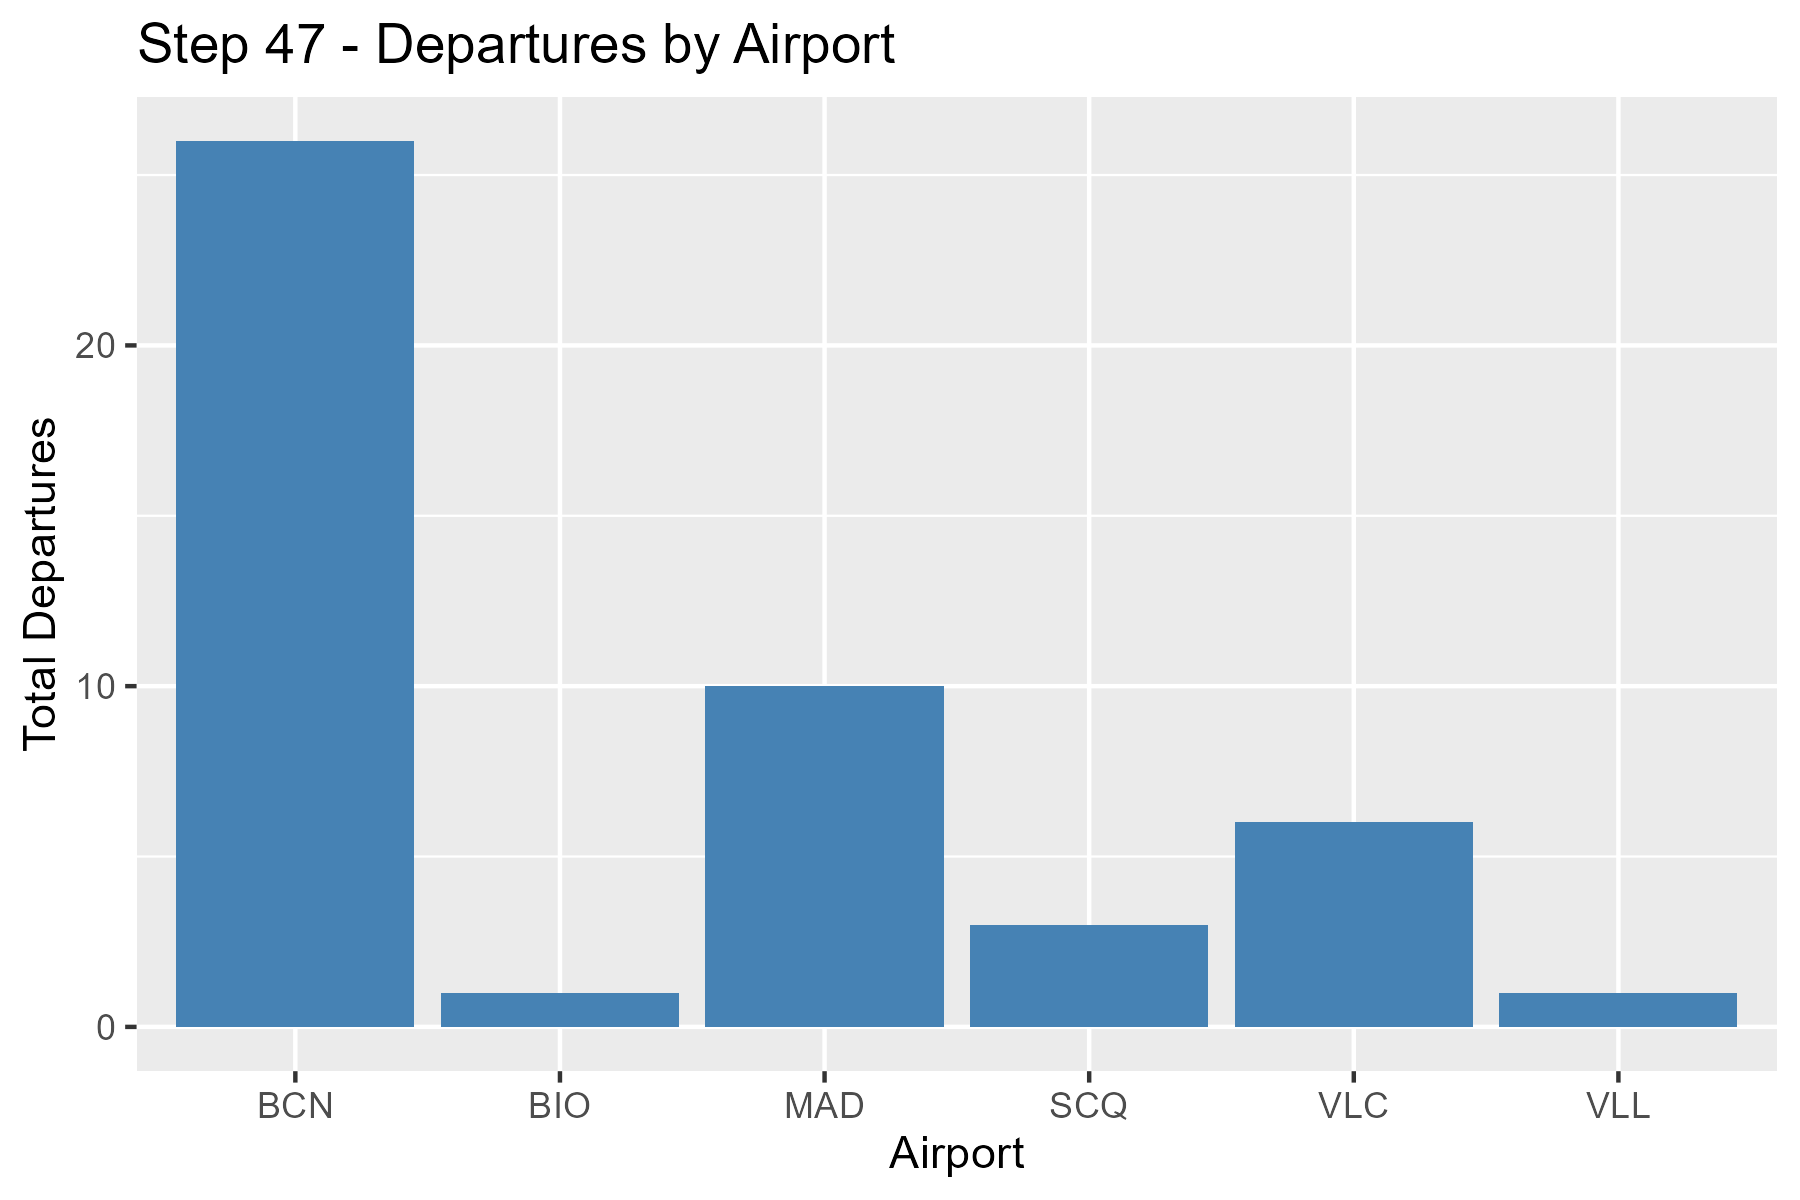 Step 47 - Departures by Airport
Total Departures
20
10
0
BCN BIO MAD SCQ VLC VLL
Airport